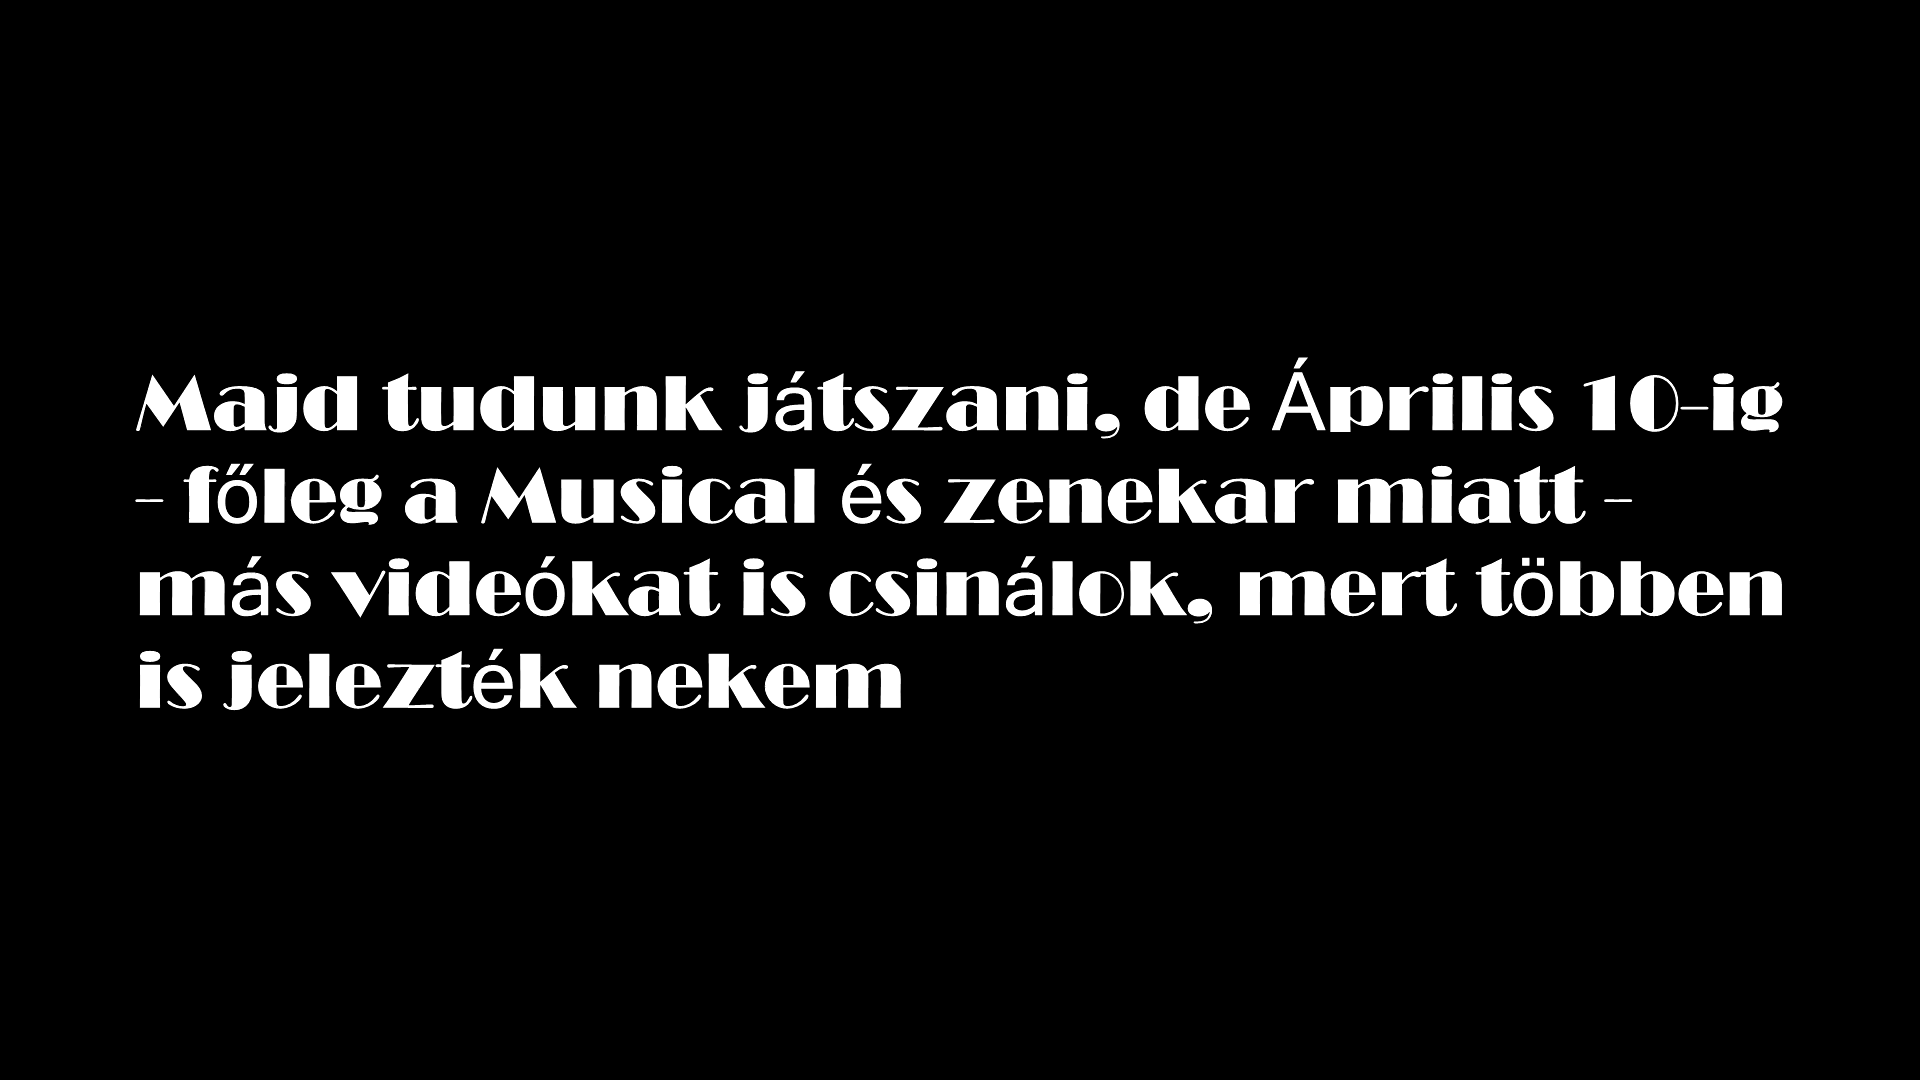 Majd tudunk játszani, de Április 10-ig
- főleg a Musical és zenekar miatt -
más videókat is csinálok, mert többen
is jelezték nekem